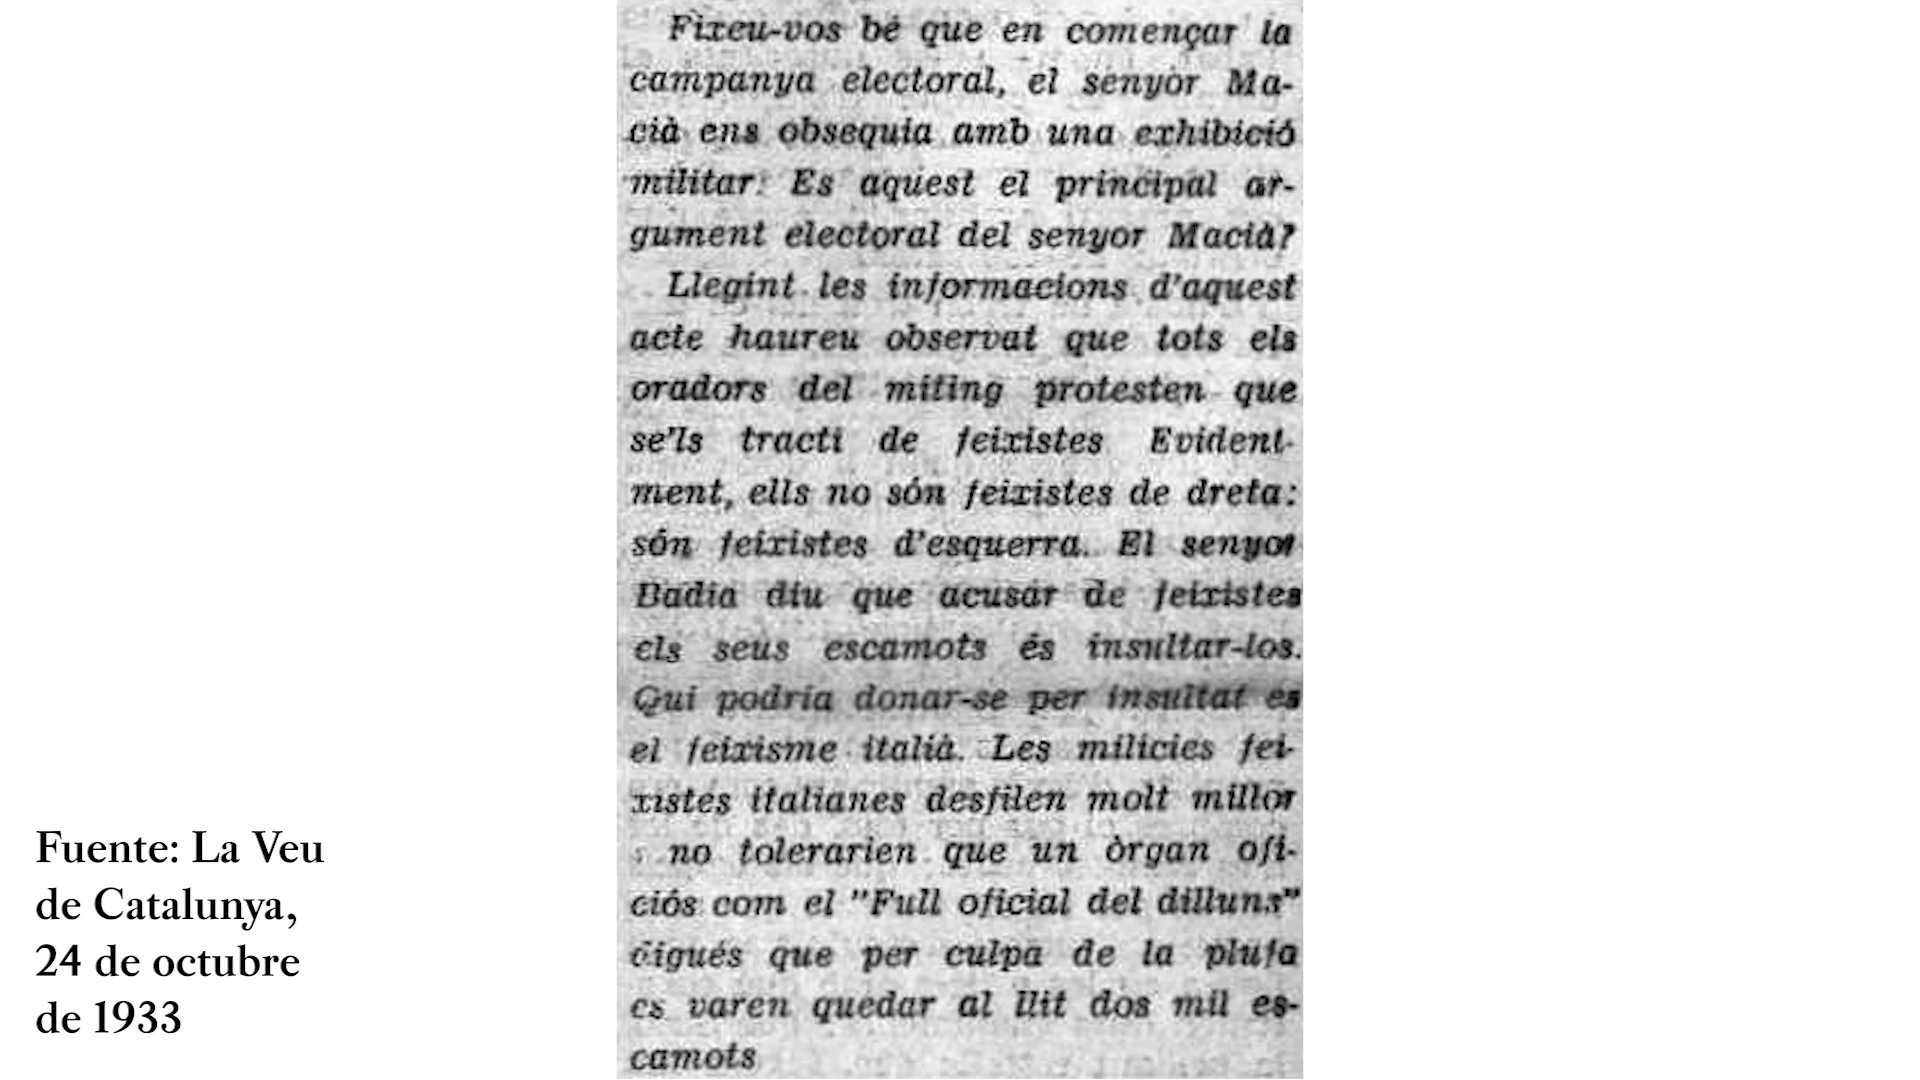 Fixeu-vos bé que en començar la
campanya electoral, el senyor Ma-
cià ens obsequia amb una exhibició
militar. Es aquest el principal ar-
gument electoral del senyor Macià?
Llegint les informacions d'aquest
acte haureu observat que tots els
oradors del míting protesten que
se'ls tracti de feixistes Evident-
ment, ells no són feixistes de dreta:
són feixistes d'esquerra. El senyor
Badia diu que acusar de feixistes
els seus escamots és insultar-los.
Qui podria donar-se per insultat es
el feixisme italià. Les milícies fei-
xistes italianes desfilen molt millor
no tolerarien que un òrgan ofi-
ciós com el "Full oficial del dilluns"
digués que per culpa de la pluja
es varen quedar al llit dos mil es-
camots
Fuente: La Veu
de Catalunya,
24 de octubre
de 1933